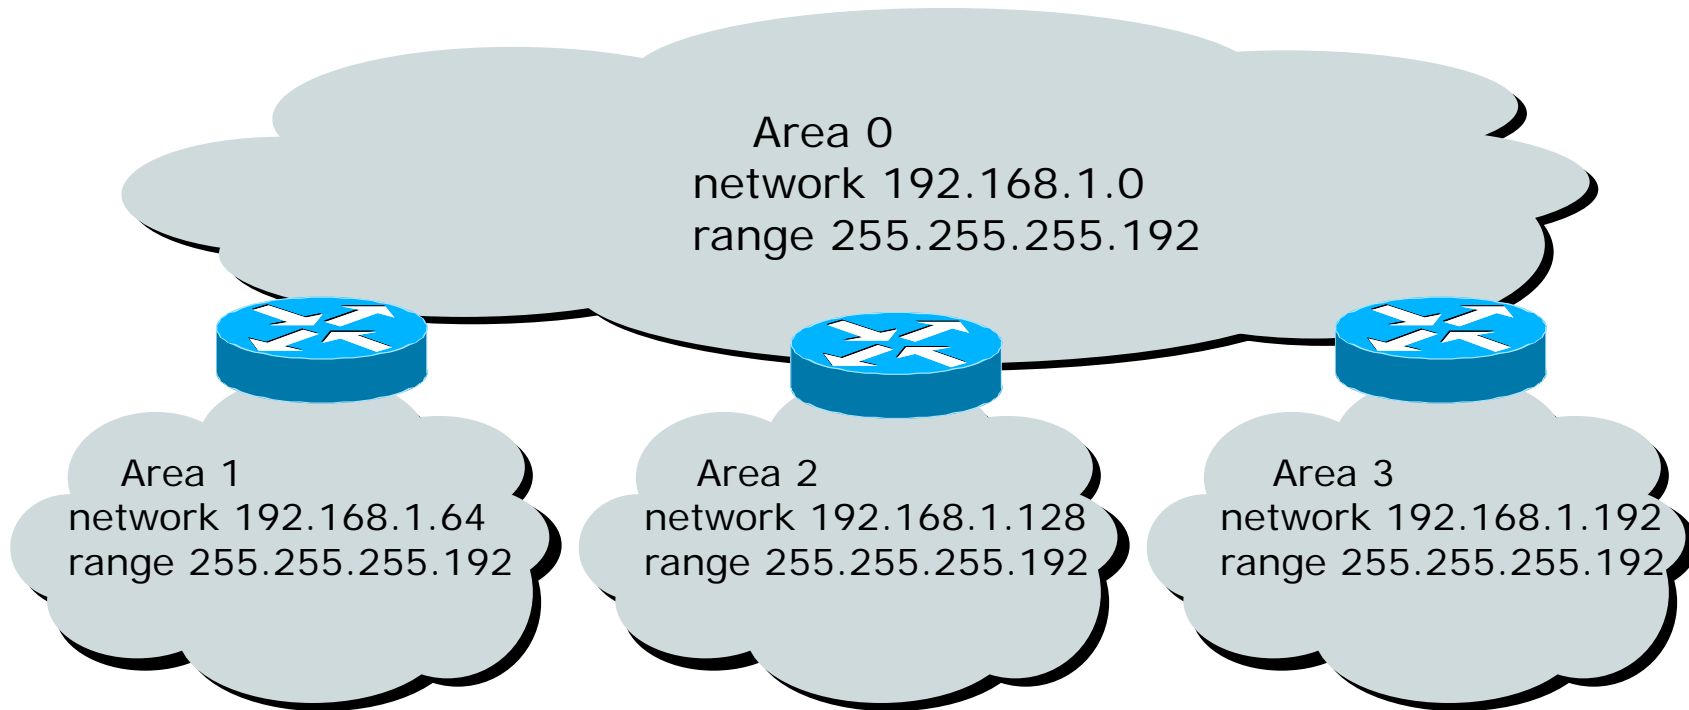 Area 0
network 192.168.1.0
range 255.255.255.192
Area 1
network 192.168.1.64
range 255.255.255.192
Area 2
network 192.168.1.128
range 255.255.255.192
Area 3
network 192.168.1.192
range 255.255.255.192